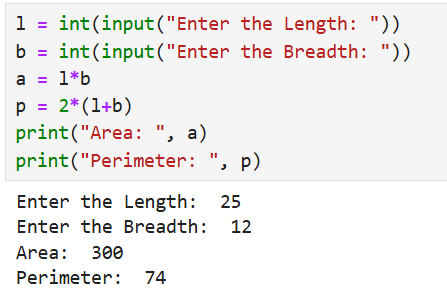 l = int(input("Enter the Length: "))
b = int(input("Enter the Breadth: "))
a = l*b
p = 2*(l+b)
print("Area: ", a)
print("Perimeter: ", p)
Enter the Length:  25
Enter the Breadth:  12
Area:  300
Perimeter:  74